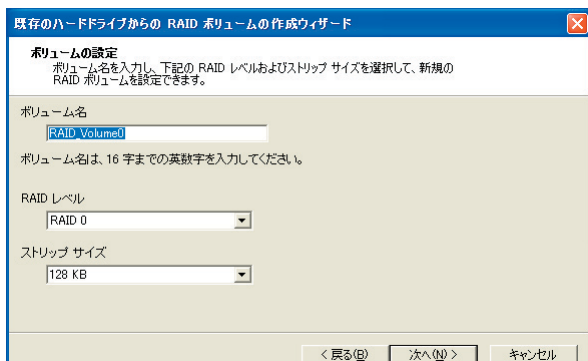 既存のハードドライブからの RAID ボリュームの作成ウィザード
ボリュームの設定
ボリューム名を入力し、下記の RAID レベルおよびストリップ サイズを選択して、新規の
RAID ボリュームを設定できます。
ボリューム名
RAID_Volume0
ボリューム名は、16 字までの英数字を入力してください。
RAID レベル
RAID 0
ストリップ サイズ
128 KB
< 戻る(B) 次へ(N) > キャンセル